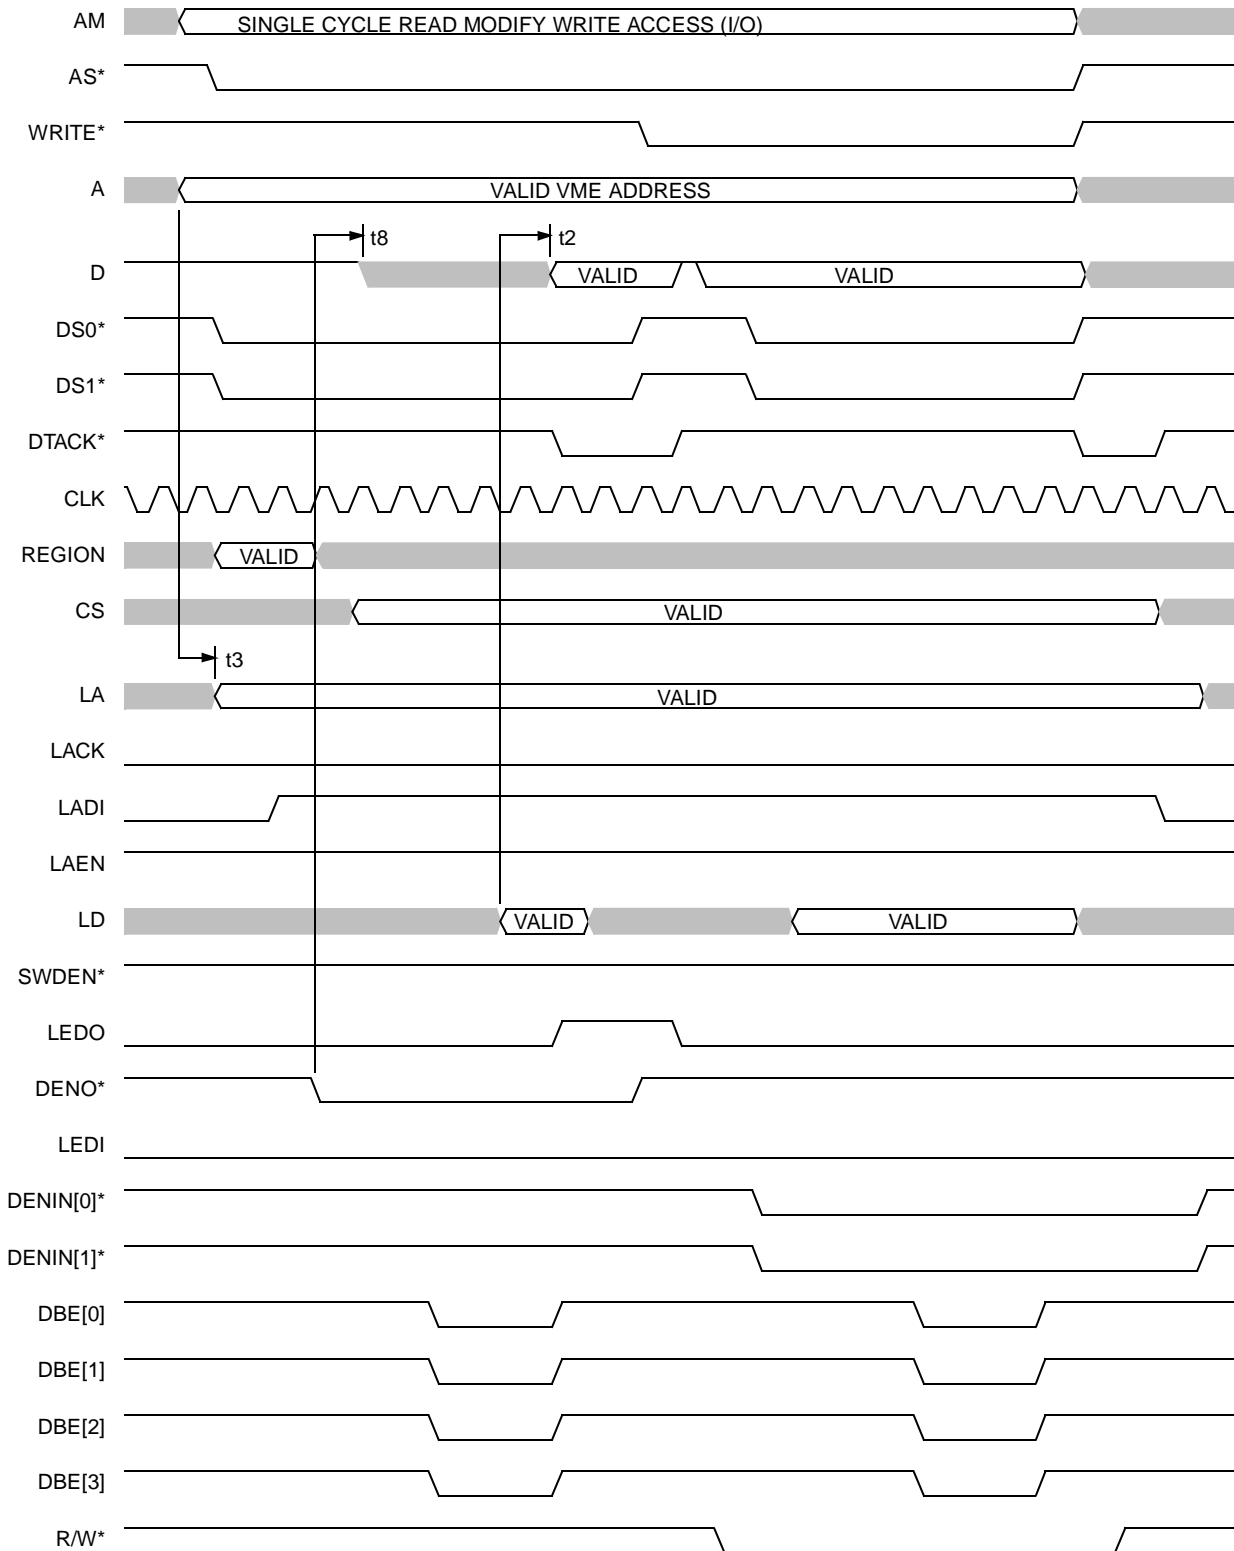 AM SINGLE CYCLE READ MODIFY WRITE ACCESS (I/O)
AS*
WRITE*
A VALID VME ADDRESS
t8 t2
D VALID VALID
DS0*
DS1*
DTACK*
CLK
REGION VALID
CS VALID
t3
LA VALID
LACK
LADI
LAEN
LD VALID VALID
SWDEN*
LEDO
DENO*
LEDI
DENIN[0]*
DENIN[1]*
DBE[0]
DBE[1]
DBE[2]
DBE[3]
R/W*